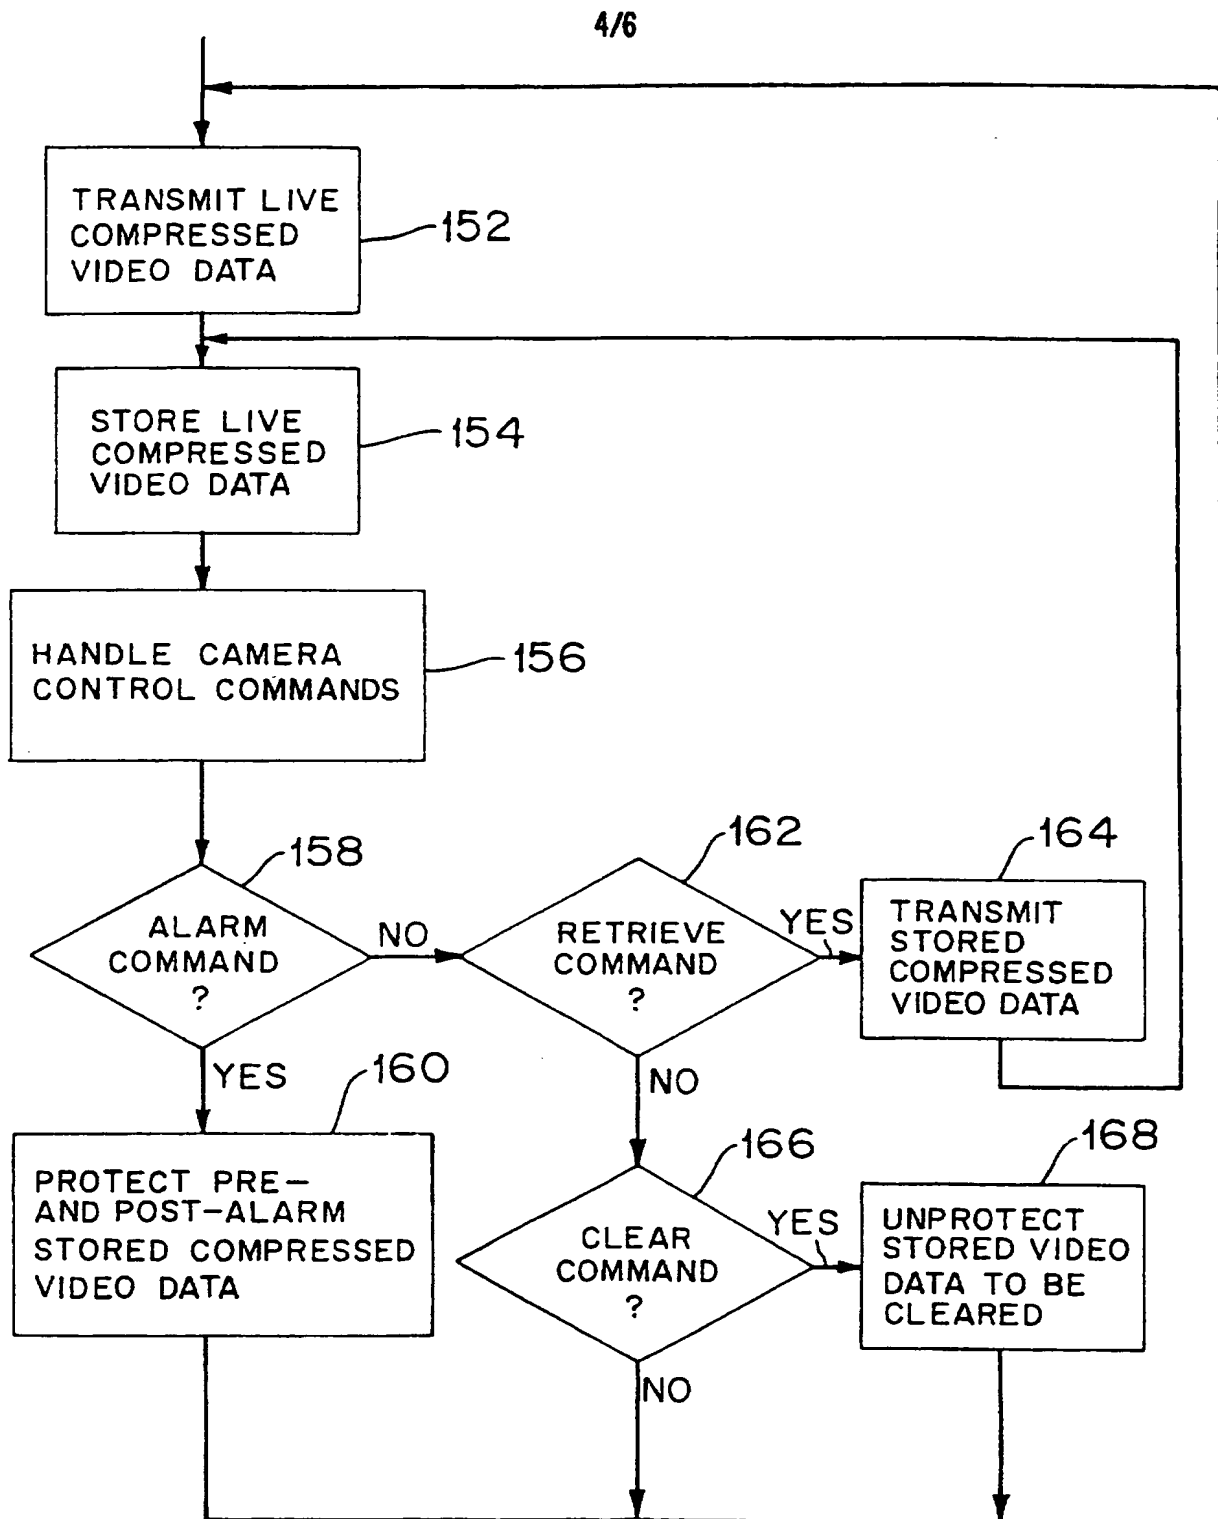 4/6
TRANSMIT LIVE
COMPRESSED
VIDEO DATA
152
STORE LIVE
COMPRESSED
VIDEO DATA
154
HANDLE CAMERA
CONTROL COMMANDS
156
158
ALARM
COMMAND
?
NO
YES
162
RETRIEVE
COMMAND
?
YES
NO
164
TRANSMIT
STORED
COMPRESSED
VIDEO DATA
160
PROTECT PRE-
AND POST-ALARM
STORED COMPRESSED
VIDEO DATA
166
CLEAR
COMMAND
?
YES
NO
168
UNPROTECT
STORED VIDEO
DATA TO BE
CLEARED